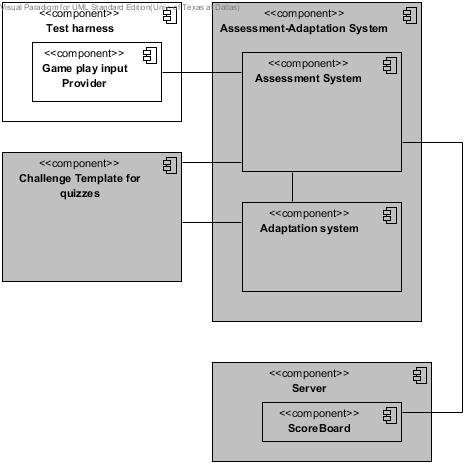 Visual Paradigm for UML Standard Edition(Univ. of Texas at Dallas)
<<component>>
Test harness
<<component>>
Game play input
Provider
<<component>>
Assessment-Adaptation System
<<component>>
Assessment System
<<component>>
Challenge Template for
quizzes
<<component>>
Adaptation system
<<component>>
Server
<<component>>
ScoreBoard